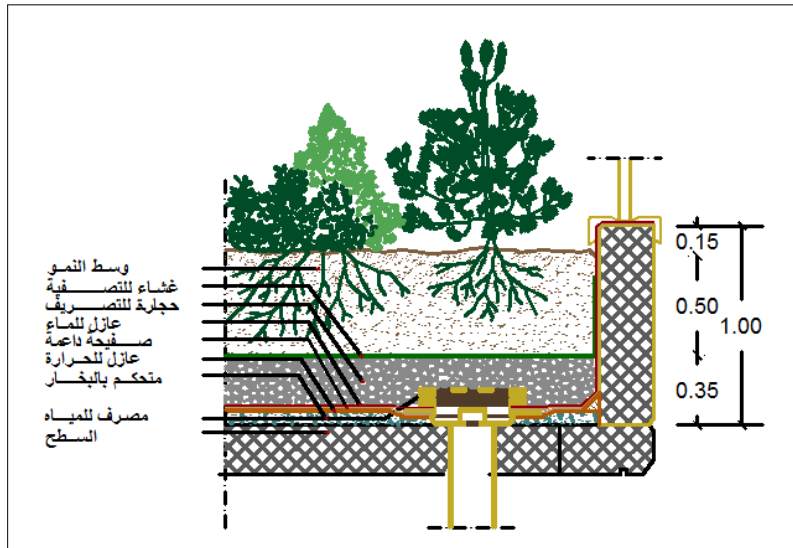 وسط النمو
غشاء للتصفية
حجارة للتصريف
عازل للماء
صفيحة داعمة
عازل للحرارة
متحكم بالبخار
مصرف للمياه
السطح
0.15
0.50
1.00
0.35